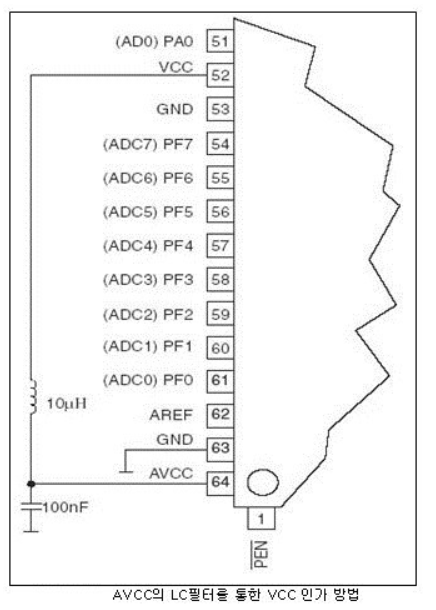 (AD0) PA0 51
VCC 52
GND 53
(ADC7) PF7 54
(ADC6) PF6 55
(ADC5) PF5 56
(ADC4) PF4 57
(ADC3) PF3 58
(ADC2) PF2 59
(ADC1) PF1 60
(ADC0) PF0 61
10μH
AREF 62
GND 63
AVCC 64
100nF
1
PEN
AVCC의 LC필터를 통한 VCC 인가 방법